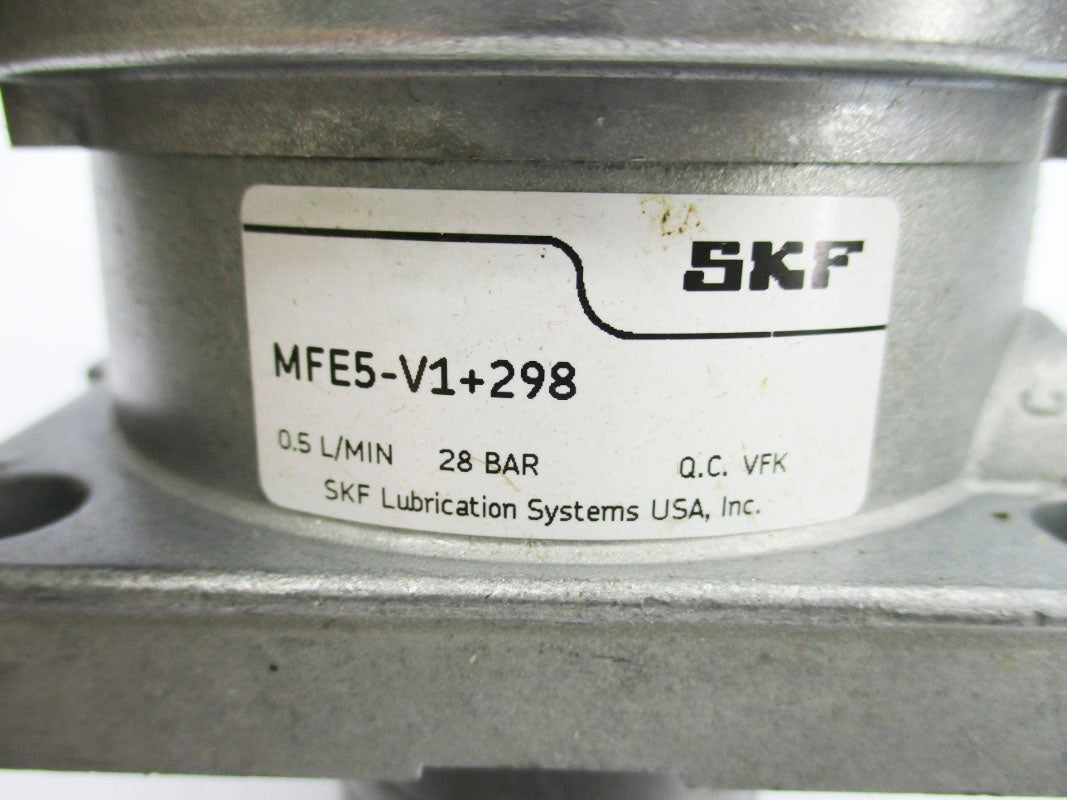 SKF
MFE5-V1+298
0.5 L/MIN 28 BAR Q.C. VFK
SKF Lubrication Systems USA, Inc.